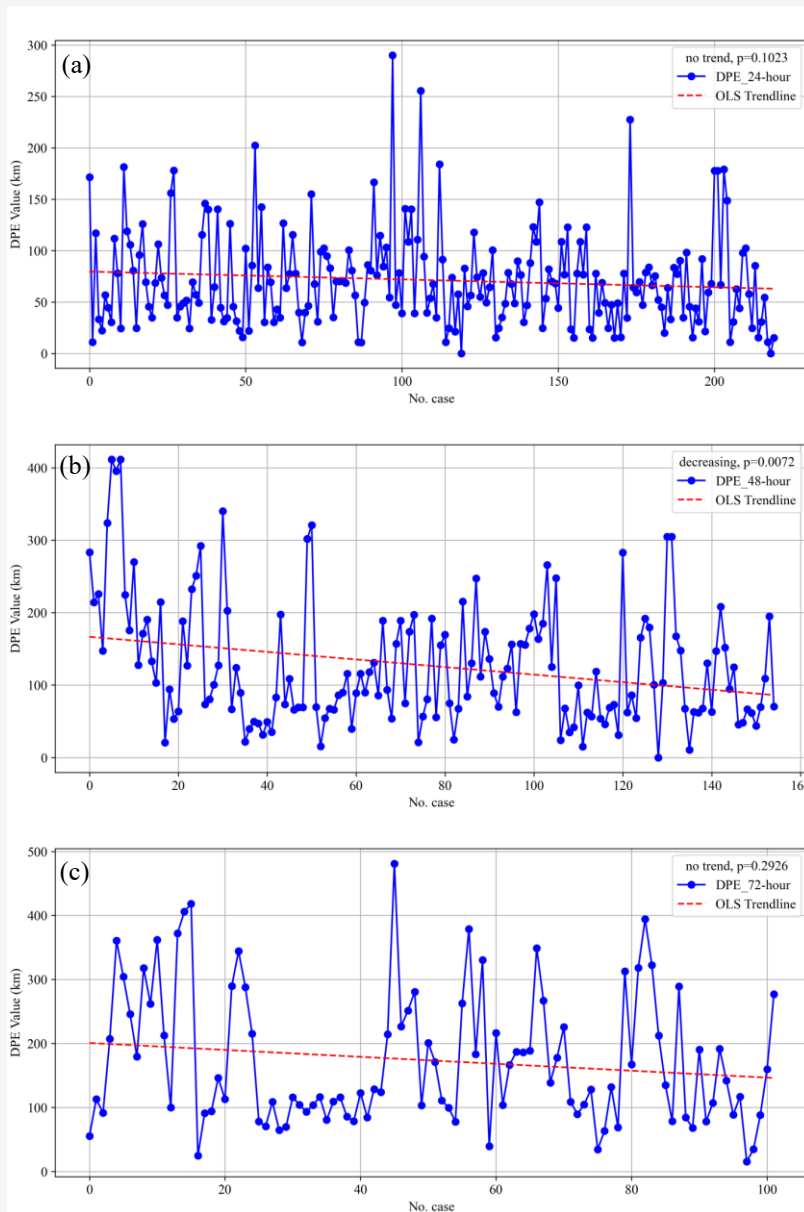 (a)
no trend, p=0.1023
DPE_24-hour
OLS Trendline
300
250
200
150
100
50
0
DPE Value (km)
0 50 100 150 200
No. case
(b)
decreasing, p=0.0072
DPE_48-hour
OLS Trendline
400
300
200
100
0
DPE Value (km)
0 20 40 60 80 100 120 140 16
No. case
(c)
no trend, p=0.2926
DPE_72-hour
OLS Trendline
500
400
300
200
100
0
DPE Value (km)
0 20 40 60 80 100
No. case